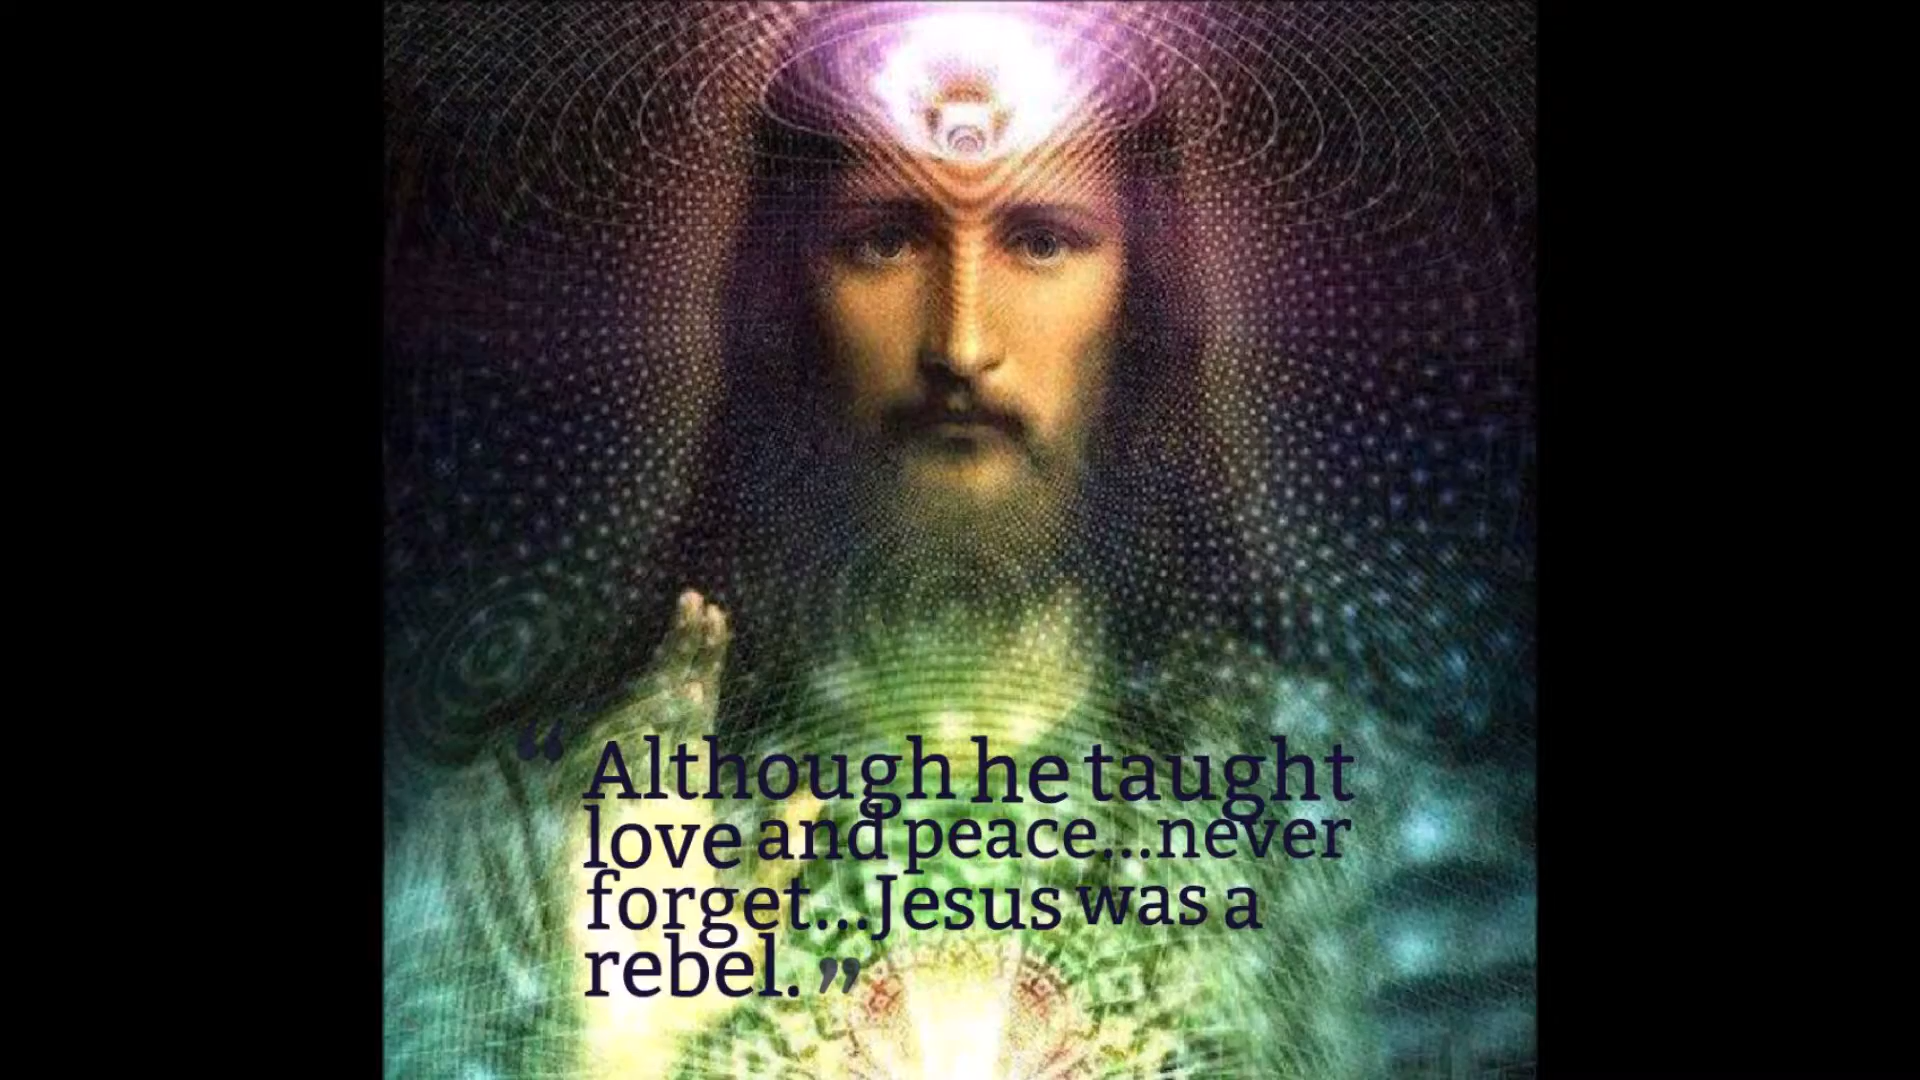 “Although he taught
love and peace...never
forget...Jesus was a
rebel.”